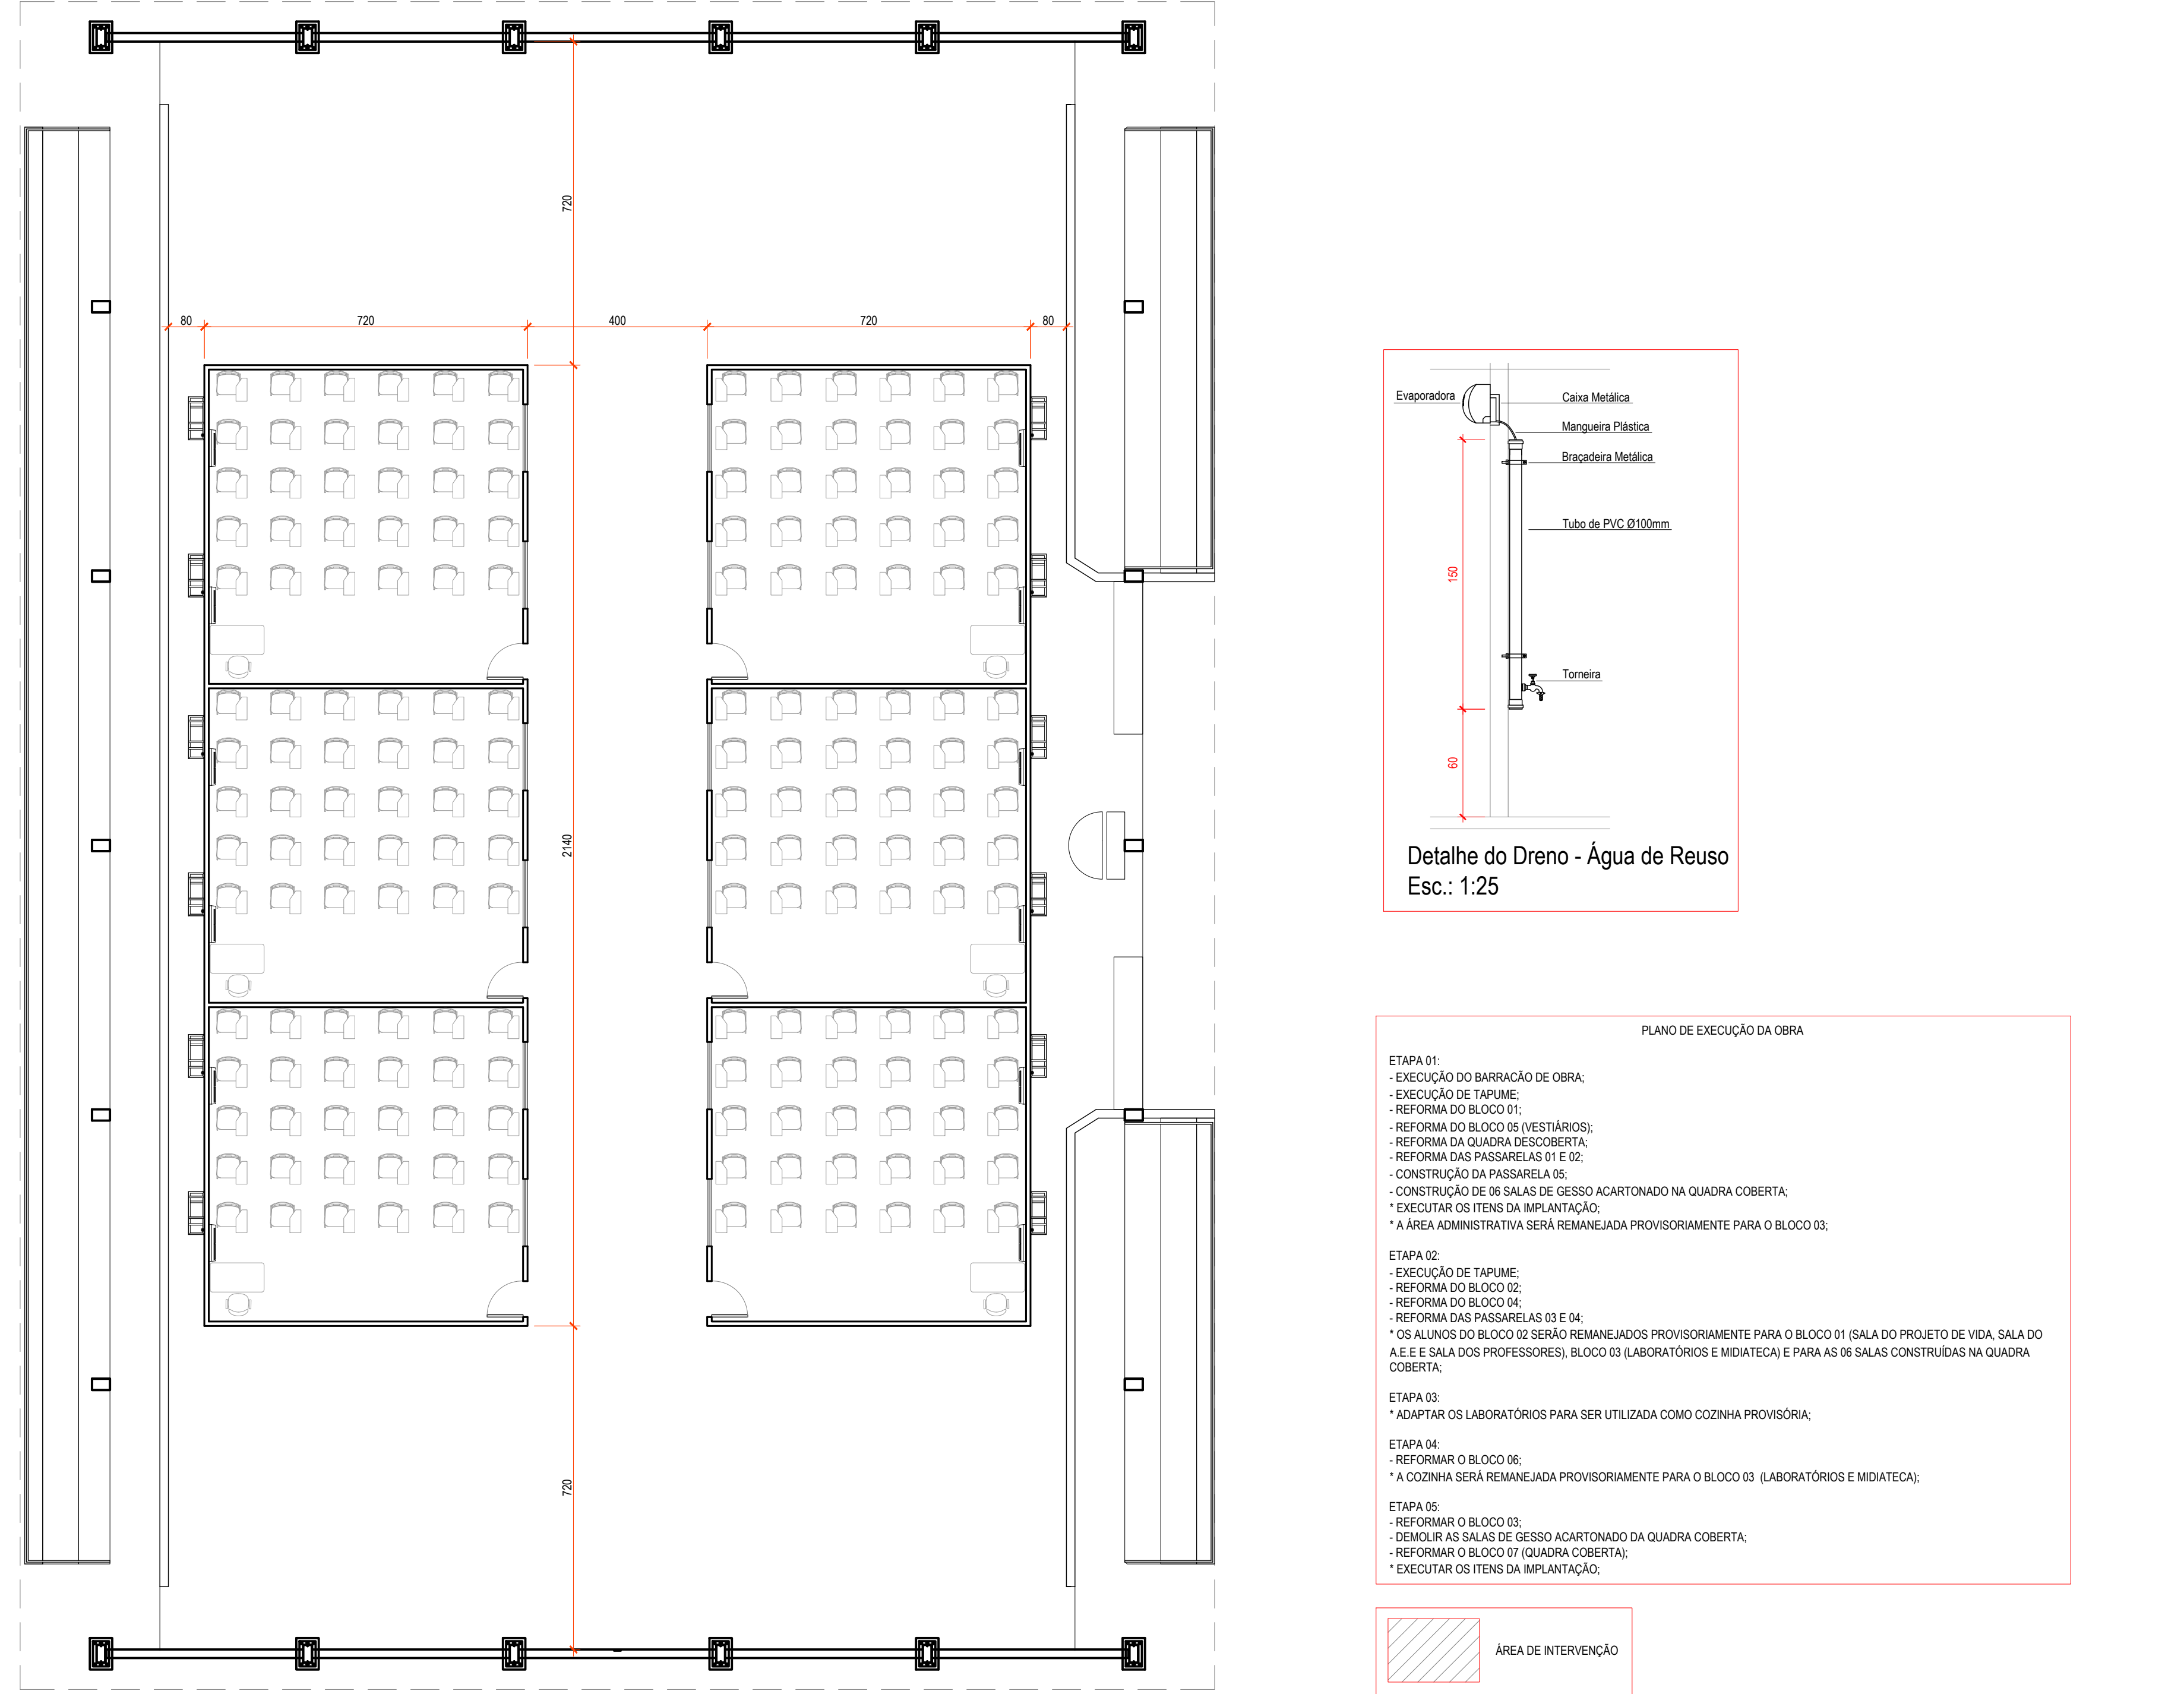 720
80
720
400
720
80
2140
720
Evaporadora
Caixa Metálica
Mangueira Plástica
Braçadeira Metálica
Tubo de PVC Ø100mm
150
Torneira
60
Detalhe do Dreno - Água de Reuso
Esc.: 1:25
PLANO DE EXECUÇÃO DA OBRA
ETAPA 01:
- EXECUÇÃO DO BARRACÃO DE OBRA;
- EXECUÇÃO DE TAPUME;
- REFORMA DO BLOCO 01;
- REFORMA DO BLOCO 05 (VESTIÁRIOS);
- REFORMA DA QUADRA DESCOBERTA;
- REFORMA DAS PASSARELAS 01 E 02;
- CONSTRUÇÃO DA PASSARELA 05;
- CONSTRUÇÃO DE 06 SALAS DE GESSO ACARTONADO NA QUADRA COBERTA;
* EXECUTAR OS ITENS DA IMPLANTAÇÃO;
* A ÁREA ADMINISTRATIVA SERÁ REMANEJADA PROVISORIAMENTE PARA O BLOCO 03;
ETAPA 02:
- EXECUÇÃO DE TAPUME;
- REFORMA DO BLOCO 02;
- REFORMA DO BLOCO 04;
- REFORMA DAS PASSARELAS 03 E 04;
* OS ALUNOS DO BLOCO 02 SERÃO REMANEJADOS PROVISORIAMENTE PARA O BLOCO 01 (SALA DO PROJETO DE VIDA, SALA DO
A.E.E E SALA DOS PROFESSORES), BLOCO 03 (LABORATÓRIOS E MIDIATECA) E PARA AS 06 SALAS CONSTRUÍDAS NA QUADRA
COBERTA;
ETAPA 03:
* ADAPTAR OS LABORATÓRIOS PARA SER UTILIZADA COMO COZINHA PROVISÓRIA;
ETAPA 04:
- REFORMAR O BLOCO 06;
* A COZINHA SERÁ REMANEJADA PROVISORIAMENTE PARA O BLOCO 03 (LABORATÓRIOS E MIDIATECA);
ETAPA 05:
- REFORMAR O BLOCO 03;
- DEMOLIR AS SALAS DE GESSO ACARTONADO DA QUADRA COBERTA;
- REFORMAR O BLOCO 07 (QUADRA COBERTA);
* EXECUTAR OS ITENS DA IMPLANTAÇÃO;
ÁREA DE INTERVENÇÃO